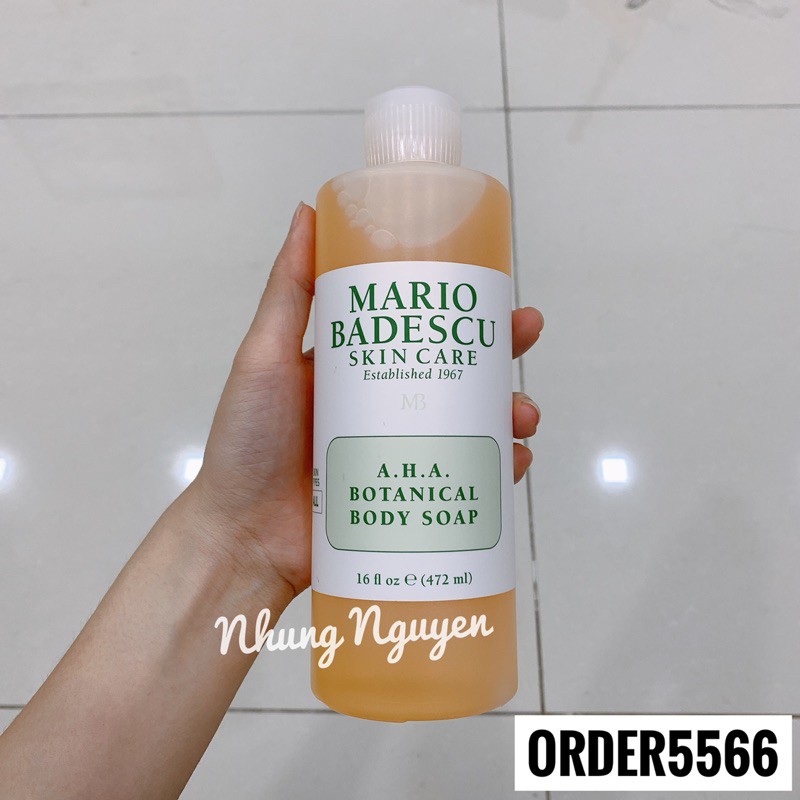 MARIO
BADESCU
SKIN CARE
Established 1967
MB
A.H.A.
BOTANICAL
BODY SOAP
16 fl oz e (472 ml)
Nhung Nguyen
ORDER5566